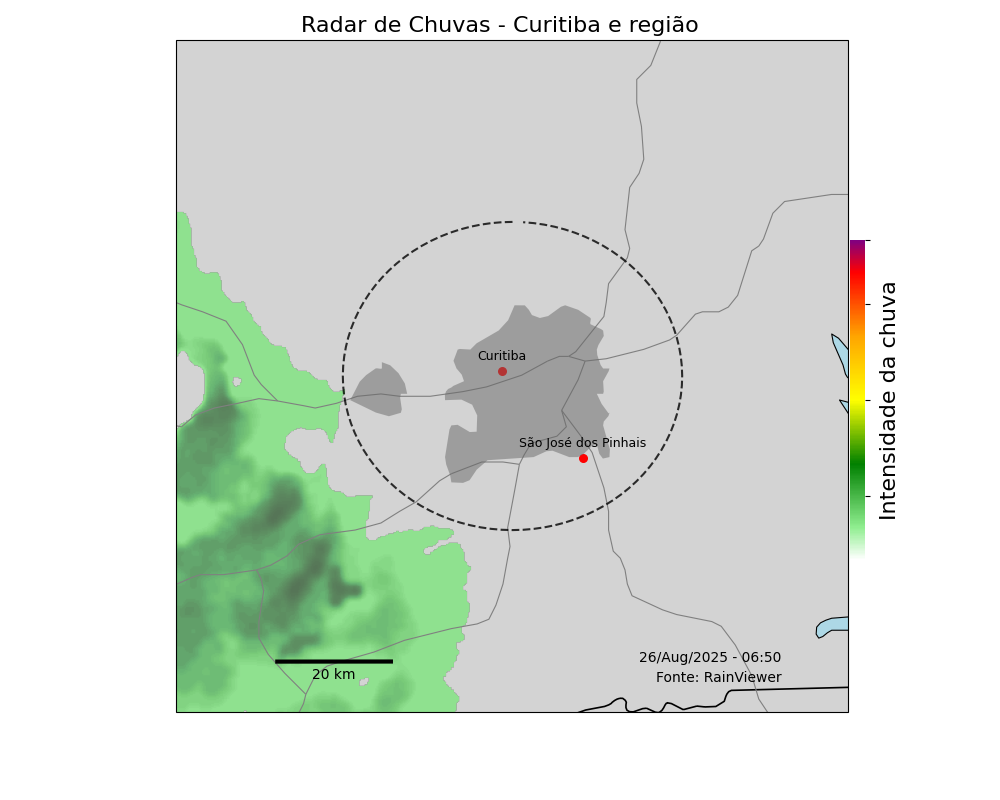 Radar de Chuvas - Curitiba e região
Curitiba
São José dos Pinhais
Intensidade da chuva
26/Aug/2025 - 06:50
20 km
Fonte: RainViewer